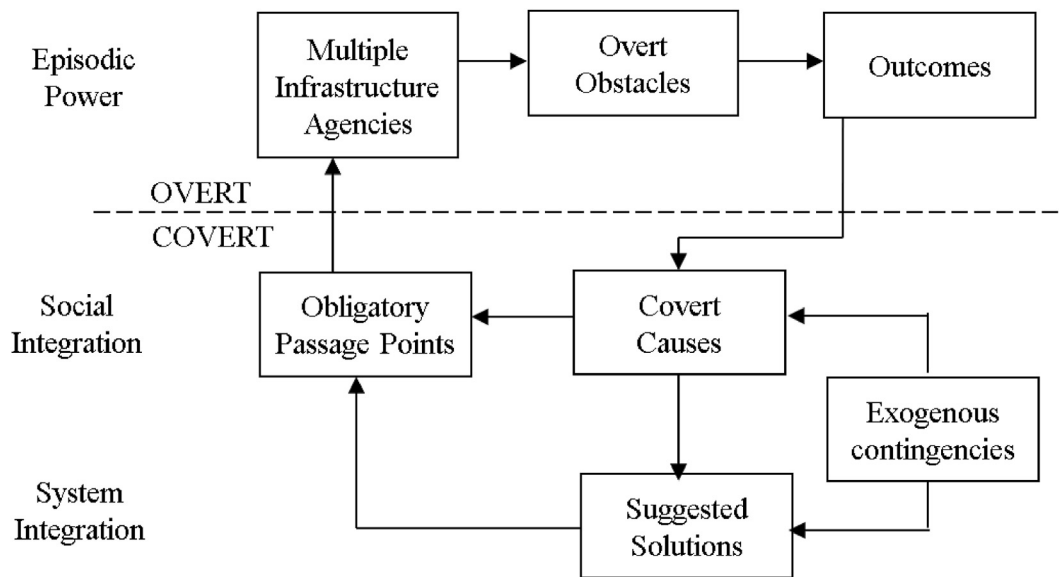 Episodic
Power
Multiple
Infrastructure
Agencies
Overt
Obstacles
Outcomes
OVERT
COVERT
Social
Integration
Obligatory
Passage Points
Covert
Causes
Exogenous
contingencies
System
Integration
Suggested
Solutions